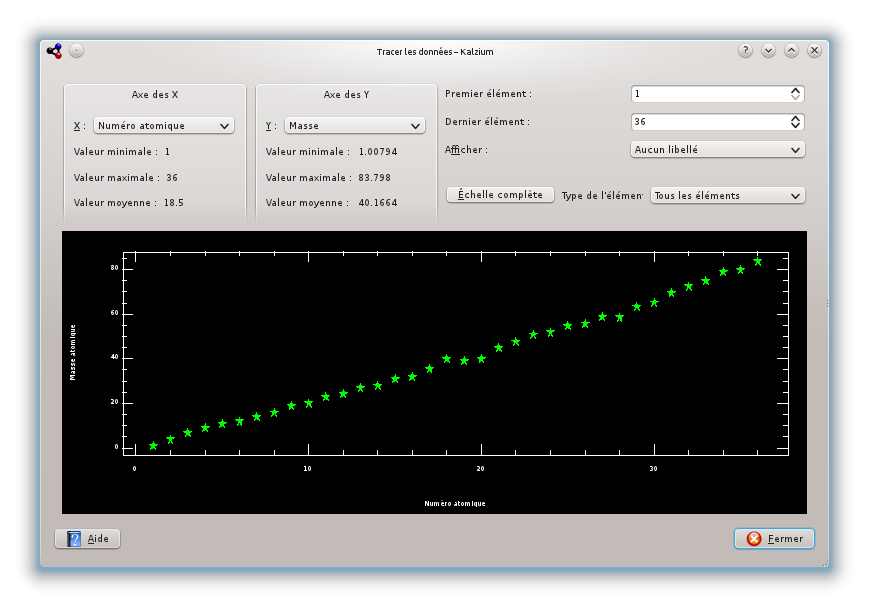 Tracer les données – Kalzium
Axe des X
X : Numéro atomique
Valeur minimale : 1
Valeur maximale : 36
Valeur moyenne : 18.5
Axe des Y
Y : Masse
Valeur minimale : 1.00794
Valeur maximale : 83.798
Valeur moyenne : 40.1664
Premier élément : 1
Dernier élément : 36
Afficher : Aucun libellé
Échelle complète Type de l'élémen Tous les éléments
80
60
40
20
0
Masse atomique
0 10 20 30
Numéro atomique
Aide
Fermer